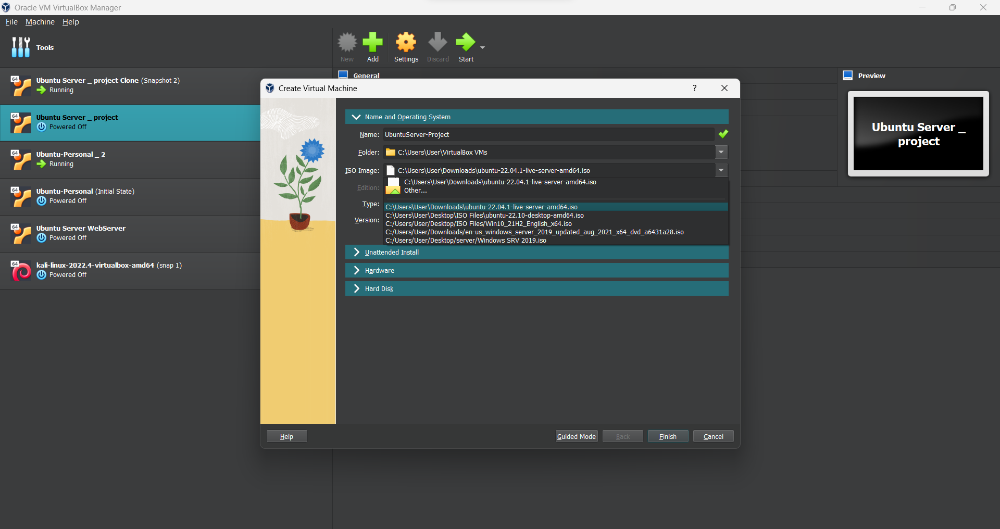 Oracle VM VirtualBox Manager
File Machine Help
Tools
New Add Settings Discard Start
64
Ubuntu Server _ project Clone (Snapshot 2)
Running
64
Ubuntu Server _ project
Powered Off
64
Ubuntu-Personal _ 2
Running
64
Ubuntu-Personal (Initial State)
Powered Off
64
Ubuntu Server WebServer
Powered Off
64
kali-linux-2022.4-virtualbox-amd64 (snap 1)
Powered Off
General
Preview
Ubuntu Server _
project
Create Virtual Machine
?
Name and Operating System
Name: UbuntuServer-Project
Folder: C:\Users\User\VirtualBox VMs
ISO Image: C:\Users\User\Downloads\ubuntu-22.04.1-live-server-amd64.iso
C:\Users\User\Downloads\ubuntu-22.04.1-live-server-amd64.iso
Edition: Other...
Type: C:\Users\User\Downloads\ubuntu-22.04.1-live-server-amd64.iso
C:\Users\User\Desktop\ISO Files\ubuntu-22.10-desktop-amd64.iso
Version: C:/Users/User/Desktop/ISO Files/Win10_21H2_English_x64.iso
C:/Users/User/Downloads/en-us_windows_server_2019_updated_aug_2021_x64_dvd_a6431a28.iso
C:/Users/User/Desktop/server/Windows SRV 2019.iso
Unattended Install
Hardware
Hard Disk
Help Guided Mode Back Finish Cancel